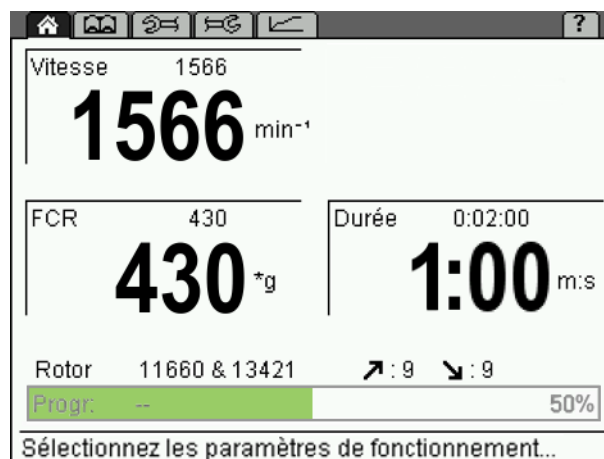 ?
Vitesse 1566
1566 min⁻¹
FCR 430
430 *g
Durée 0:02:00
1:00 m:s
Rotor 11660 & 13421 ↗ : 9 ↘ : 9
Progr: -- 50%
Sélectionnez les paramètres de fonctionnement...